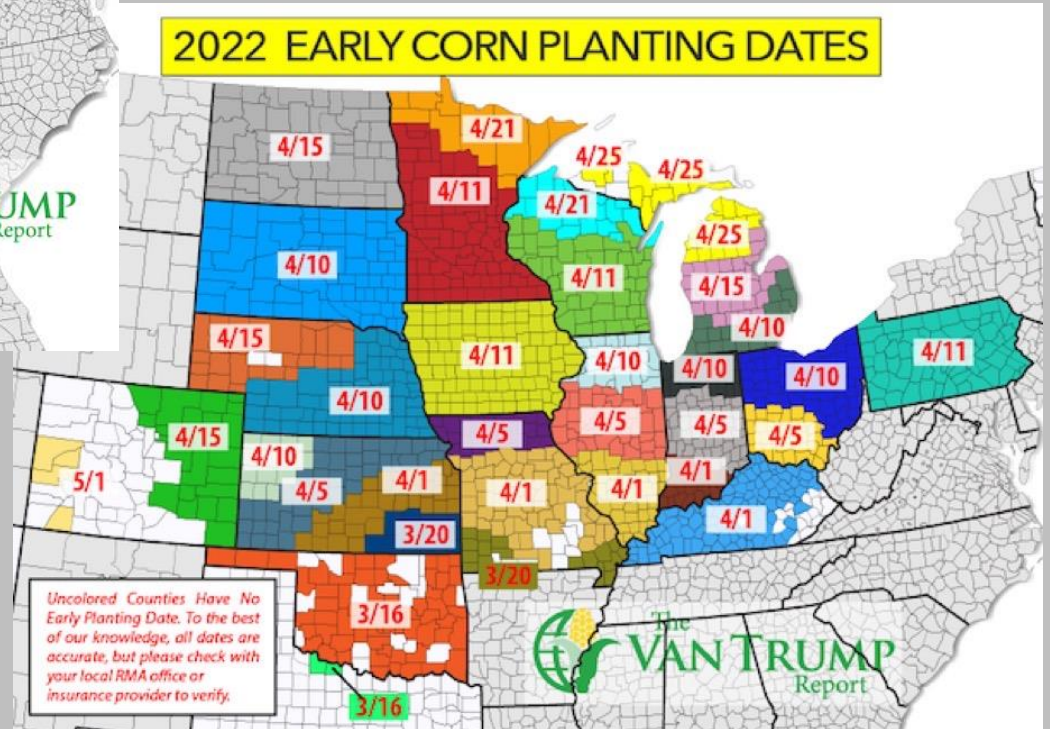 2022 EARLY CORN PLANTING DATES
UMP
Report
4/15
4/21
4/11
4/25
4/25
4/21
4/25
4/10
4/11
4/15
4/10
4/15
4/11
4/10
4/10
4/10
4/11
4/10
4/5
4/5
4/5
4/5
4/15
4/10
5/1
4/5
4/1
4/1
4/1
4/1
4/1
3/20
3/20
3/16
3/16
Uncolored Counties Have No
Early Planting Date. To the best
of our knowledge, all dates are
accurate, but please check with
your local RMA office or
insurance provider to verify.
The
VAN TRUMP
Report